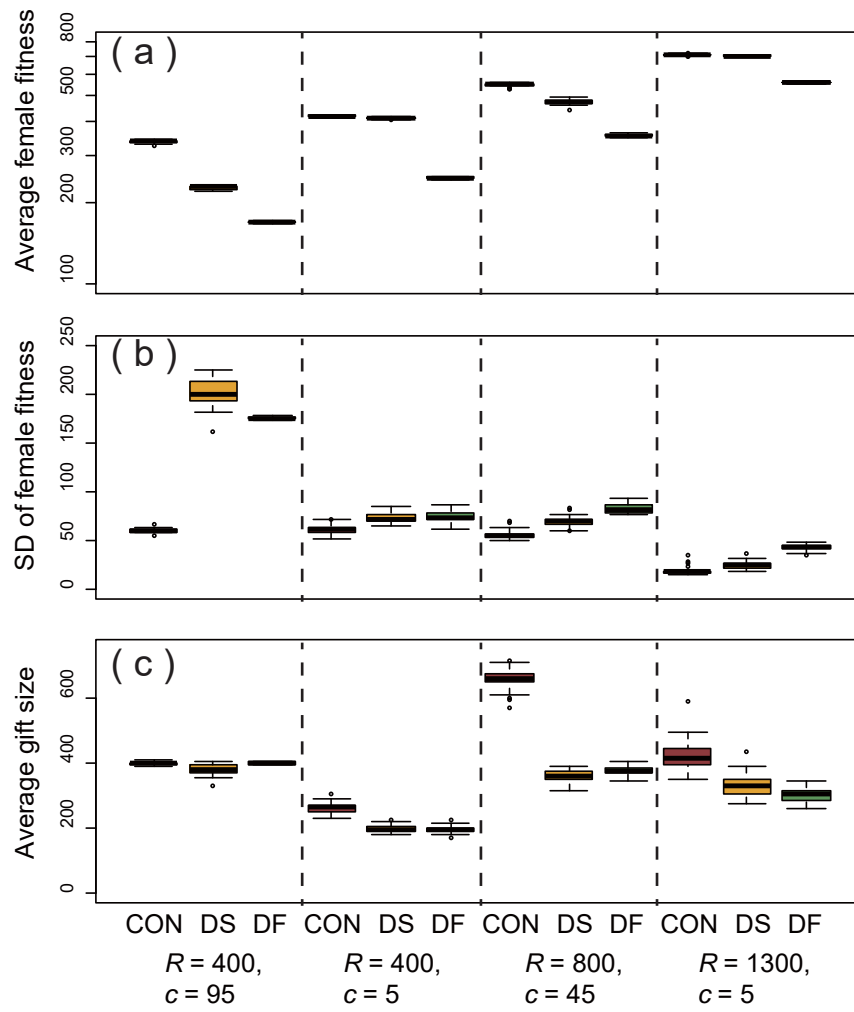 ( a )
Average female fitness
800
500
300
200
100
( b )
SD of female fitness
250
200
150
100
50
0
( c )
Average gift size
600
400
200
0
CON DS DF CON DS DF CON DS DF CON DS DF
R = 400, R = 400, R = 800, R = 1300,
c = 95 c = 5 c = 45 c = 5